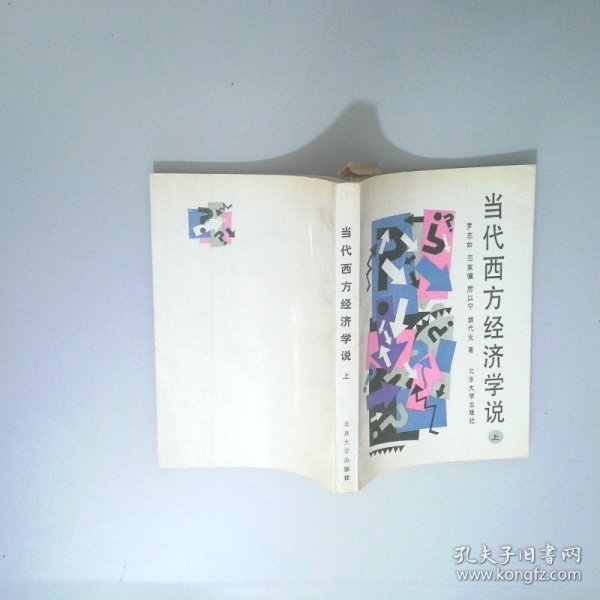 当代西方经济学说
上
罗志如 范家骧 厉以宁 胡代光 著
北京大学出版社
当代西方经济学说
上
北京大学出版社
孔夫子旧书网
www.kongfz.com